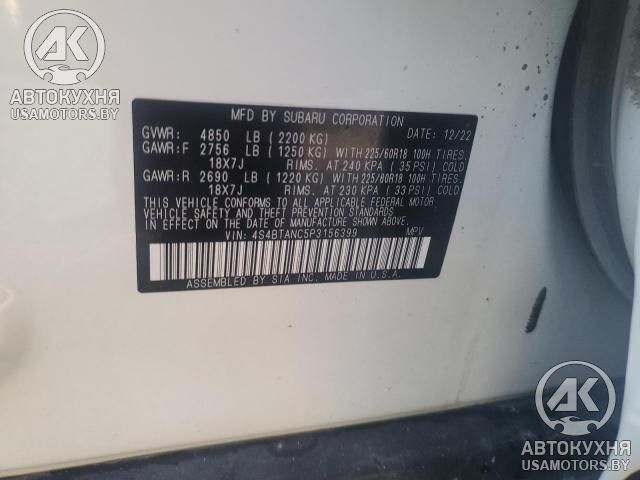 AK
АВТОКУХНЯ
USAMOTORS.BY
MFD BY SUBARU CORPORATION
GVWR: 4850 LB (2200 KG) DATE: 12/22
GAWR:F 2756 LB (1250 KG) WITH 225/60R18 100H TIRES.
18X7J RIMS. AT 240 KPA (35 PSI) COLD
GAWR:R 2690 LB (1220 KG) WITH 225/60R18 100H TIRES.
18X7J RIMS. AT 230 KPA (33 PSI) COLD
THIS VEHICLE CONFORMS TO ALL APPLICABLE FEDERAL MOTOR
VEHICLE SAFETY AND THEFT PREVENTION STANDARDS IN EFFECT ON
THE DATE OF MANUFACTURE SHOWN ABOVE.
VIN: 4S4BTANC5P3156399 MPV
ASSEMBLED BY SIA INC. MADE IN U.S.A.
AK
АВТОКУХНЯ
USAMOTORS.BY